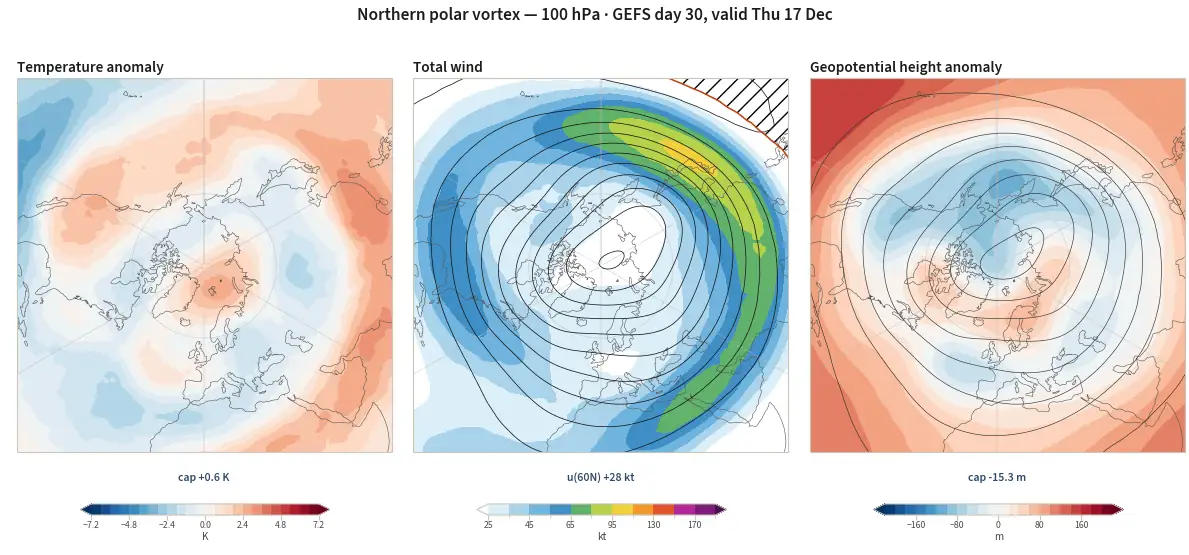 Northern polar vortex — 100 hPa · GEFS day 30, valid Thu 17 Dec
Temperature anomaly
Total wind
Geopotential height anomaly
cap +0.6 K
u(60N) +28 kt
cap -15.3 m
−7.2 −4.8 −2.4 0.0 2.4 4.8 7.2
K
25 45 65 95 130 170
kt
−160 −80 0 80 160
m